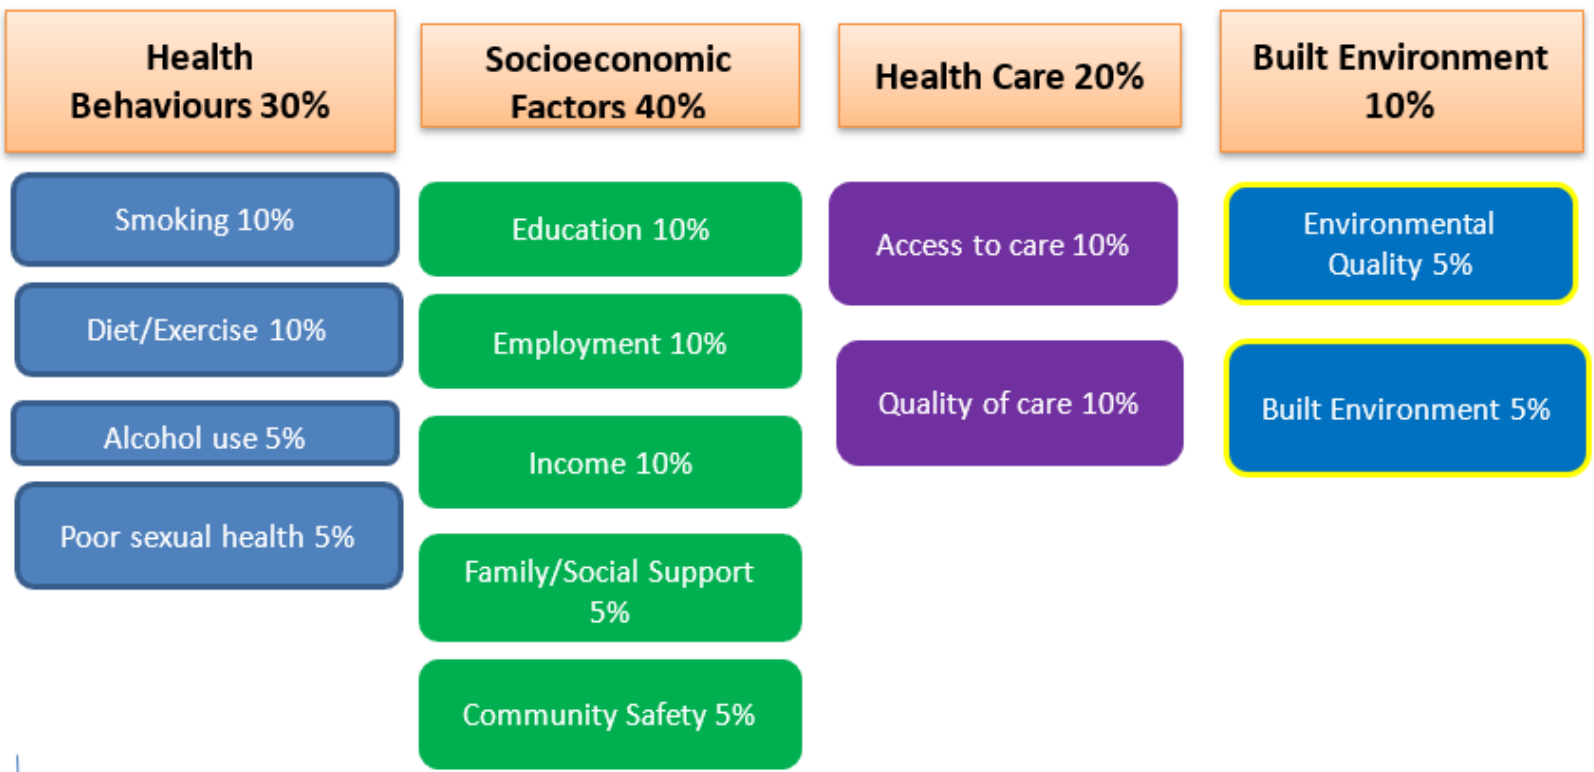 Health
Behaviours 30%
Smoking 10%
Diet/Exercise 10%
Alcohol use 5%
Poor sexual health 5%
Socioeconomic
Factors 40%
Education 10%
Employment 10%
Income 10%
Family/Social Support
5%
Community Safety 5%
Health Care 20%
Access to care 10%
Quality of care 10%
Built Environment
10%
Environmental
Quality 5%
Built Environment 5%